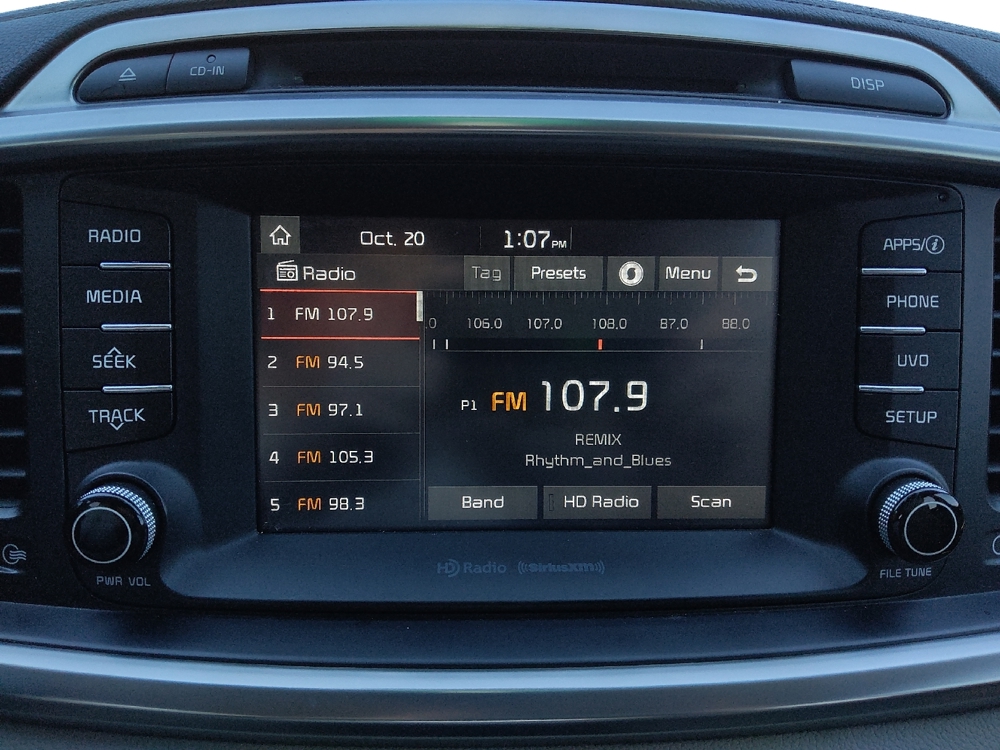 CD-IN
DISP
RADIO
MEDIA
SEEK
TRACK
PWR VOL
Oct. 20 1:07PM
Radio Tag Presets Menu
1 FM 107.9
2 FM 94.5
3 FM 97.1
4 FM 105.3
5 FM 98.3
.0 106.0 107.0 108.0 87.0 88.0
P1 FM 107.9
REMIX
Rhythm_and_Blues
Band HD Radio Scan
HD Radio ((SiriusXM))
APPS/i
PHONE
UVO
SETUP
FILE TUNE